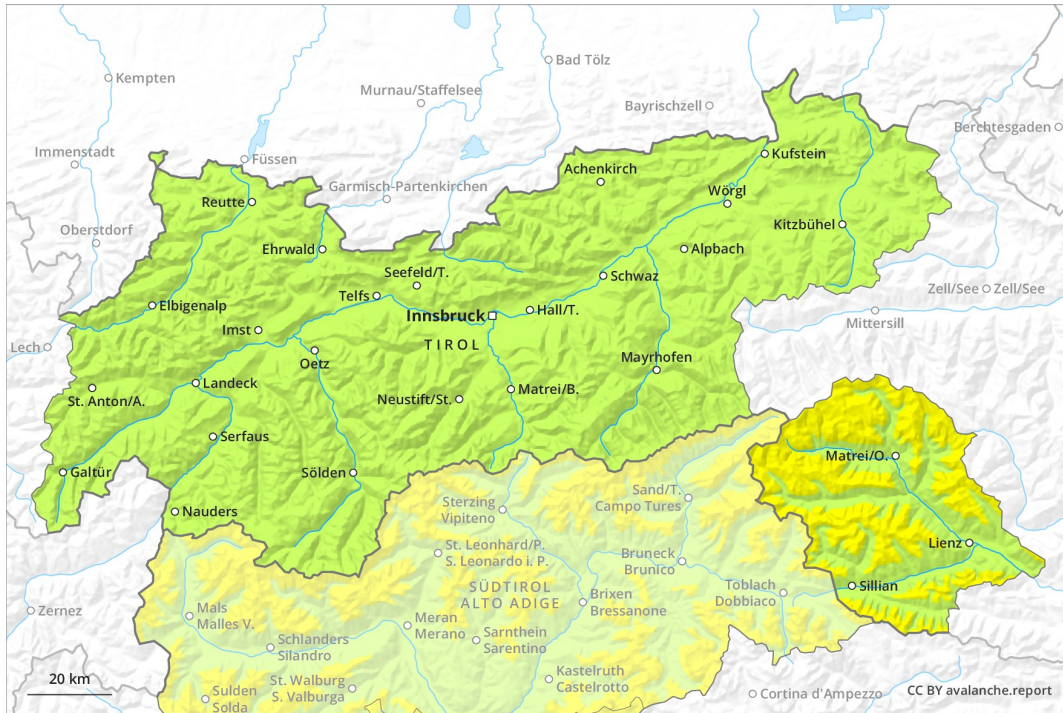 Kempten
Bad Tölz
Murnau/Staffelsee
Bayrischzell
Berchtesgaden
Immenstadt
Füssen
Kufstein
Achenkirch
Garmisch-Partenkirchen
Wörgl
Reutte
Oberstdorf
Kitzbühel
Ehrwald
Alpbach
Seefeld/T.
Schwaz
Zell/See
Zell/See
Telfs
Elbigenalp
Innsbruck
Hall/T.
Mittersill
Imst
TIROL
Lech
Oetz
Mayrhofen
Landeck
Matrei/B.
St. Anton/A.
Neustift/St.
Serfaus
Matrei/O.
Galtür
Sölden
Sand/T.
Campo Tures
Sterzing
Vipiteno
Nauders
Lienz
St. Leonhard/P.
S. Leonardo i. P.
Bruneck
Brunico
Sillian
SÜDTIROL
ALTO ADIGE
Toblach
Dobbiaco
Brixen
Bressanone
Zernez
Mals
Malles V.
Meran
Merano
Schlanders
Silandro
Sarnthein
Sarentino
Kastelruth
Castelrotto
St. Walburg
S. Valburga
20 km
Sulden
Solda
Cortina d'Ampezzo
CC BY avalanche.report